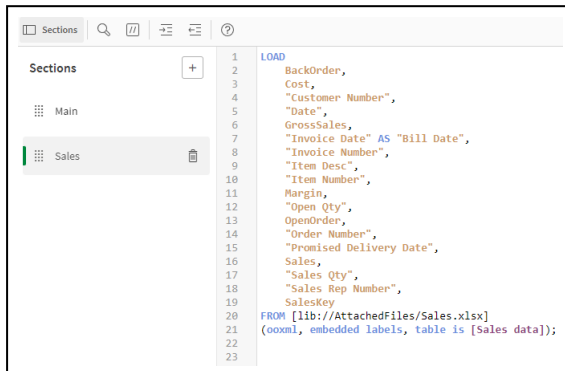 Sections
Sections
+
Main
Sales
1 LOAD
2 BackOrder,
3 Cost,
4 "Customer Number",
5 "Date",
6 GrossSales,
7 "Invoice Date" AS "Bill Date",
8 "Invoice Number",
9 "Item Desc",
10 "Item Number",
11 Margin,
12 "Open Qty",
13 OpenOrder,
14 "Order Number",
15 "Promised Delivery Date",
16 Sales,
17 "Sales Qty",
18 "Sales Rep Number",
19 SalesKey
20 FROM [lib://AttachedFiles/Sales.xlsx]
21 (ooxml, embedded labels, table is [Sales data]);
22
23